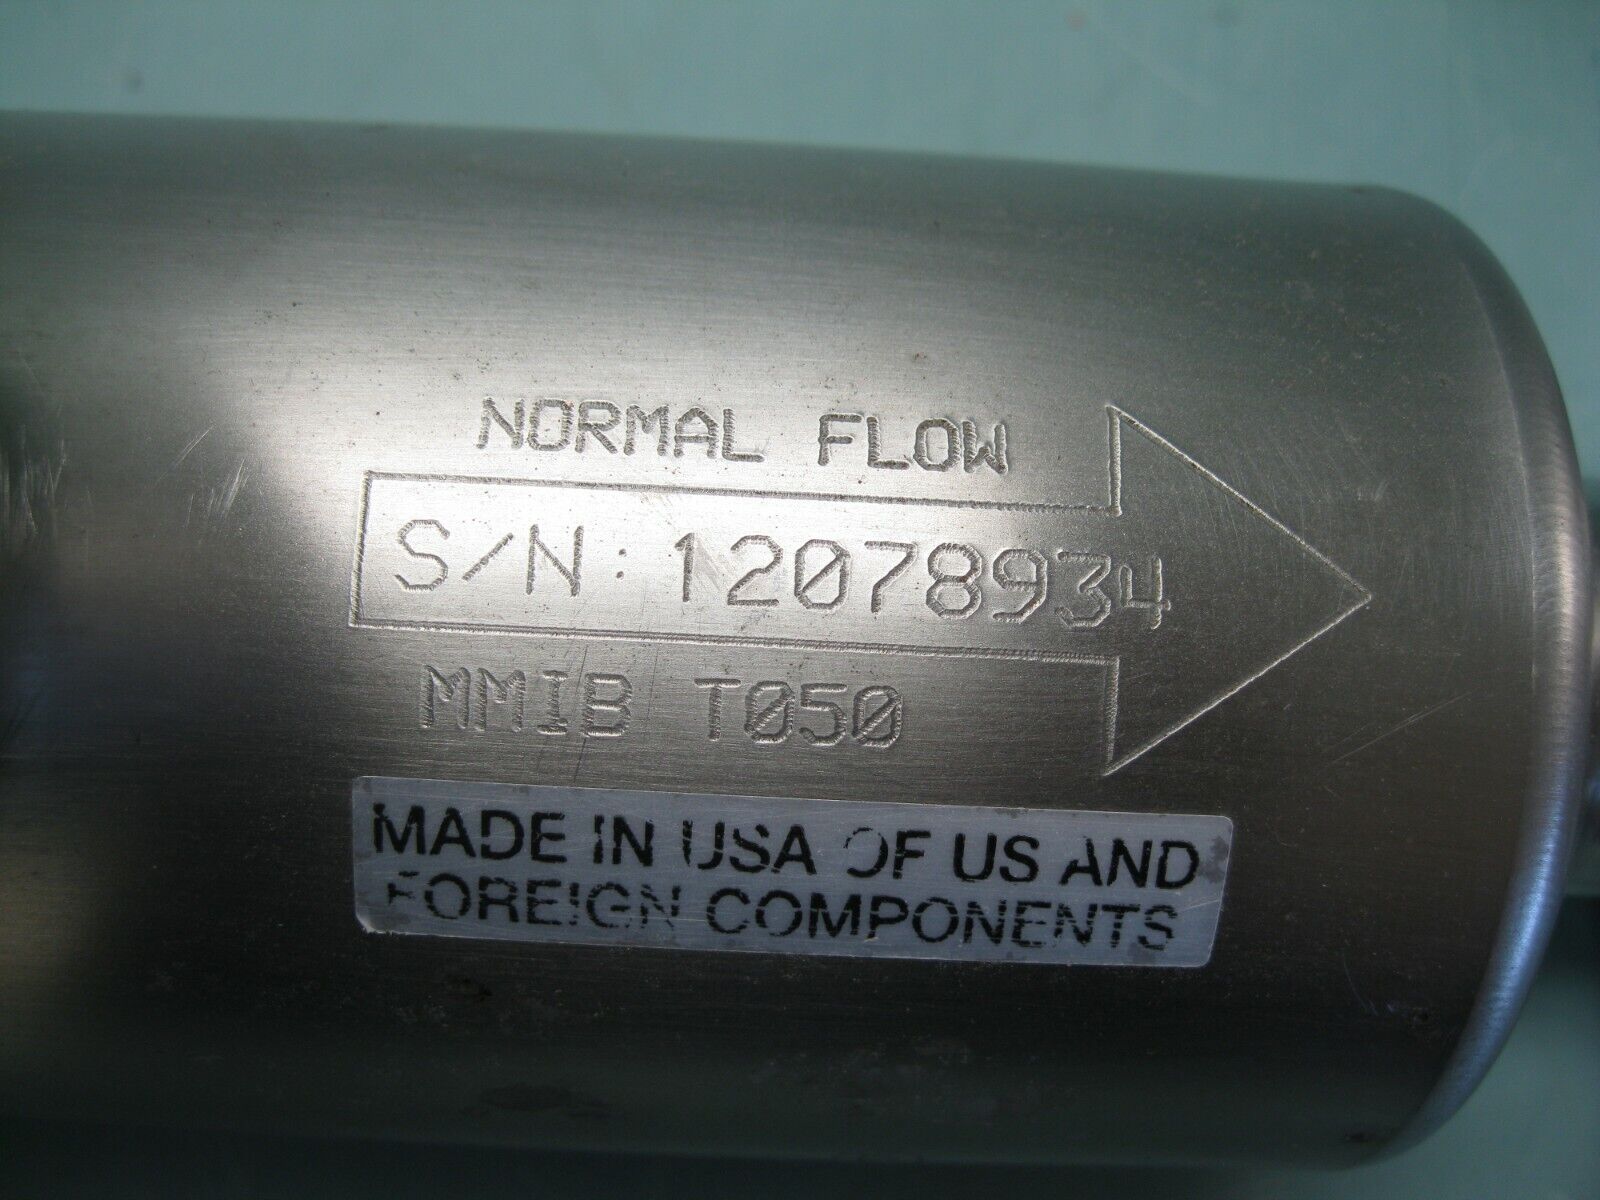 NORMAL FLOW
S/N: 12078934
MMIB T050
MADE IN USA OF US AND
FOREIGN COMPONENTS